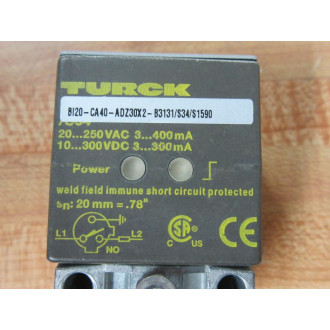 TURCK
BI20-CA40-ADZ30X2-B3131/S34/S1590
20...250VAC 3...400mA
10...300VDC 3...300mA
Power
weld field immune short circuit protected
sn: 20 mm = .78"
L1 L2
NO
C US
CE